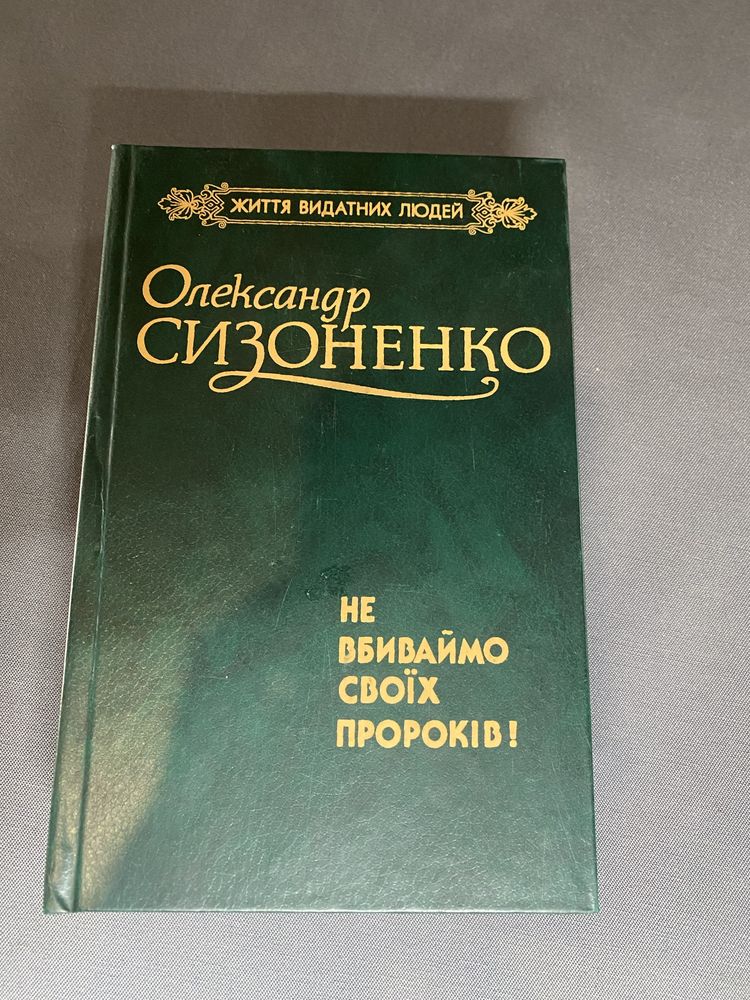 ЖИТТЯ ВИДАТНИХ ЛЮДЕЙ
Олександр
СИЗОНЕНКО
НЕ
ВБИВАЙМО
СВОЇХ
ПРОРОКІВ!